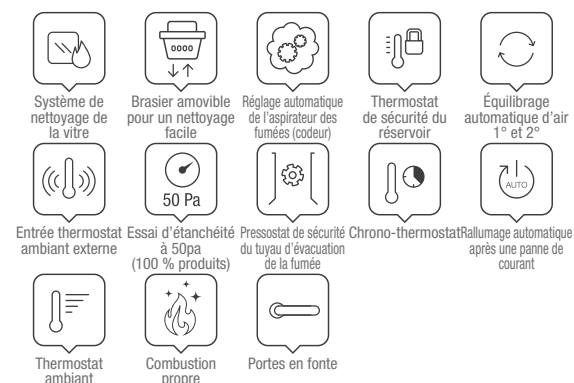 Système de
nettoyage de
la vitre
Brasier amovible
pour un nettoyage
facile
Réglage automatique
de l'aspirateur des
fumées (codeur)
Thermostat
de sécurité du
réservoir
Équilibrage
automatique d'air
1° et 2°
Entrée thermostat
ambiant externe
50 Pa
Essai d'étanchéité
à 50pa
(100 % produits)
Pressostat de sécurité
du tuyau d'évacuation
de la fumée
Chrono-thermostat
AUTO
Rallumage automatique
après une panne de
courant
Thermostat
ambiant
Combustion
propre
Portes en fonte